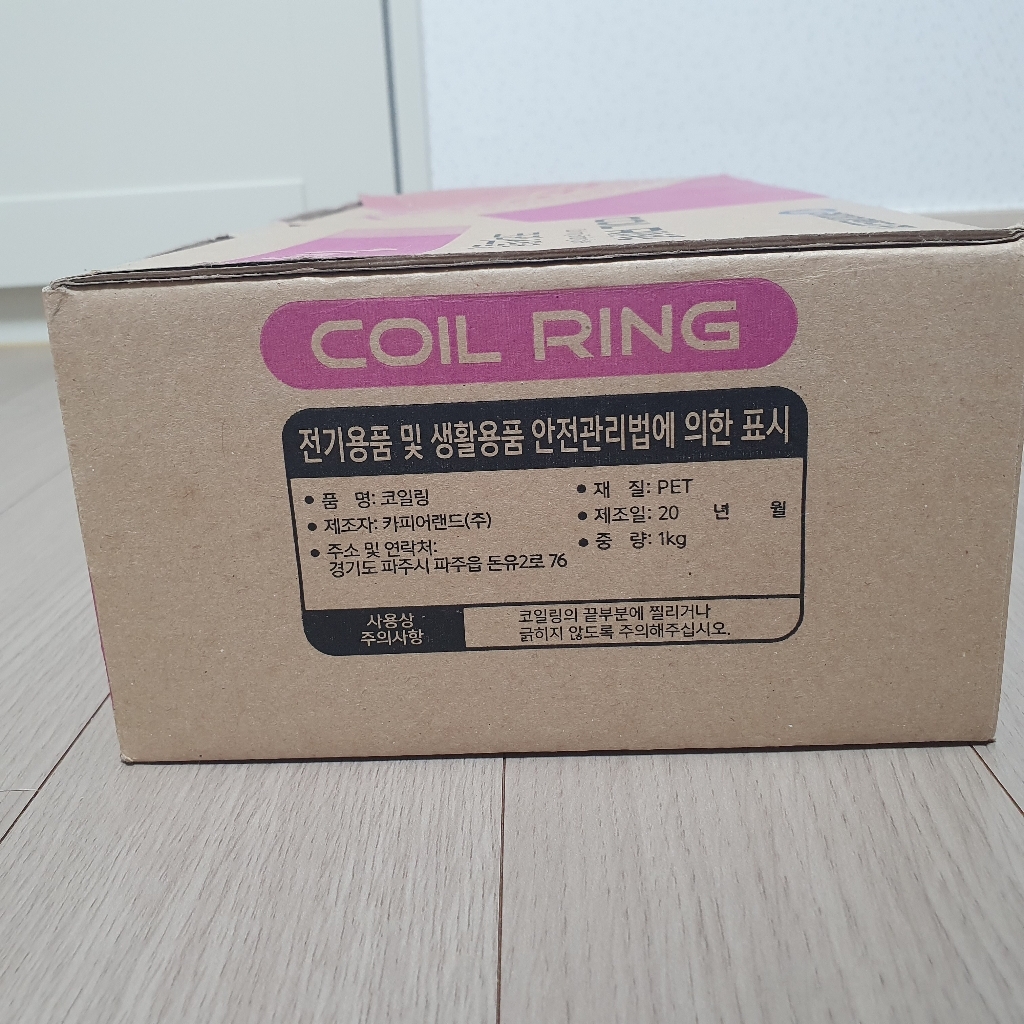 COIL RING
전기용품 및 생활용품 안전관리법에 의한 표시
• 품 명: 코일링
• 제조자: 카피어랜드(주)
• 주소 및 연락처:
경기도 파주시 파주읍 돈유2로 76
• 재 질: PET
• 제조일: 20 년 월
• 중 량: 1kg
사용상
주의사항
코일링의 끝부분에 찔리거나
긁히지 않도록 주의해주십시오.